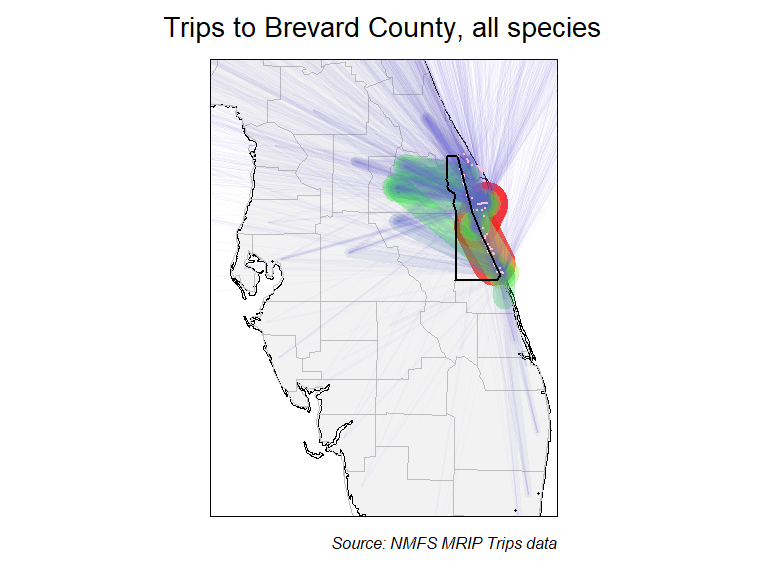 Trips to Brevard County, all species
Source: NMFS MRIP Trips data